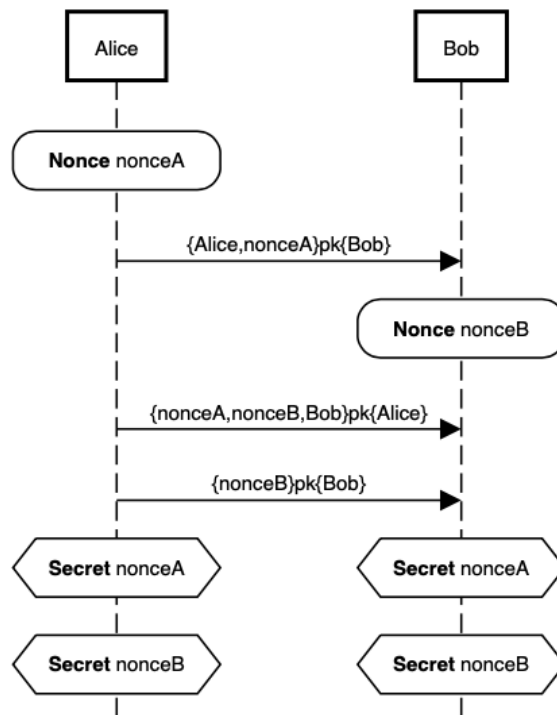 Alice
Bob
Nonce nonceA
{Alice,nonceA}pk{Bob}
Nonce nonceB
{nonceA,nonceB,Bob}pk{Alice}
{nonceB}pk{Bob}
Secret nonceA
Secret nonceA
Secret nonceB
Secret nonceB